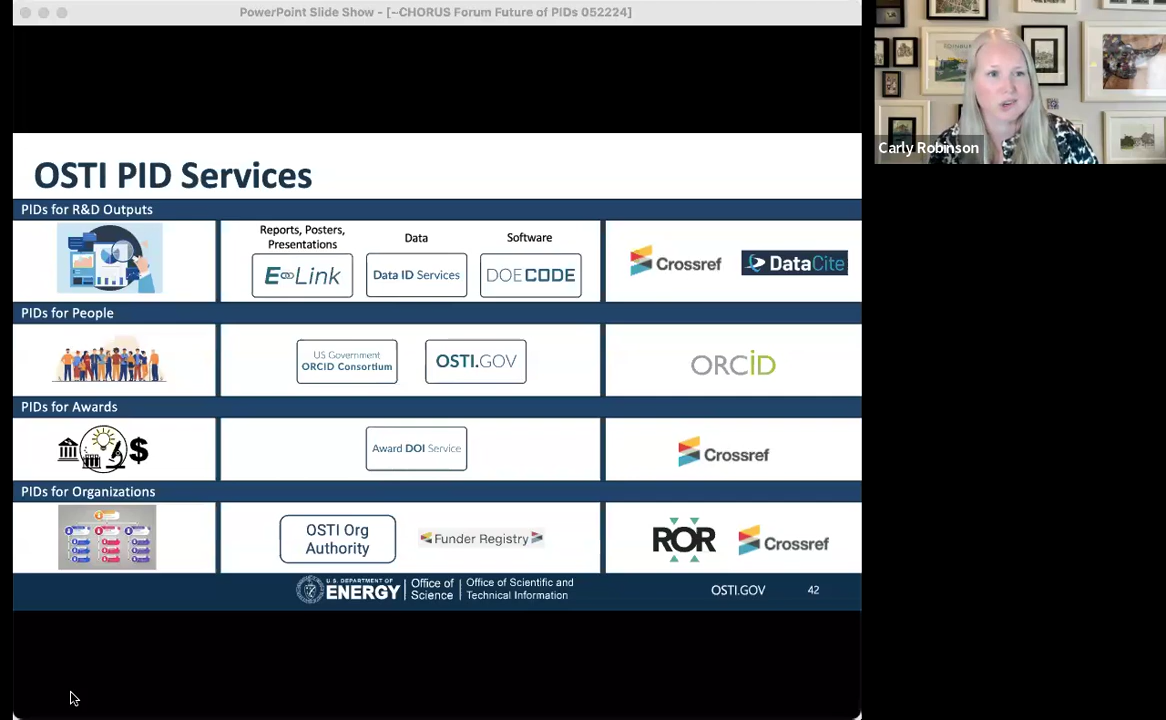 PowerPoint Slide Show - [~CHORUS Forum Future of PIDs 052224]
Carly Robinson
OSTI PID Services
PIDs for R&D Outputs
Reports, Posters,
Presentations
E-Link
Data
Data ID Services
Software
DOECODE
Crossref
DataCite
PIDs for People
US Government
ORCID Consortium
OSTI.GOV
ORCID
PIDs for Awards
$
Award DOI Service
Crossref
PIDs for Organizations
OSTI Org
Authority
Funder Registry
ROR
Crossref
U.S. DEPARTMENT OF
ENERGY
Office of
Science
Office of Scientific and
Technical Information
OSTI.GOV
42